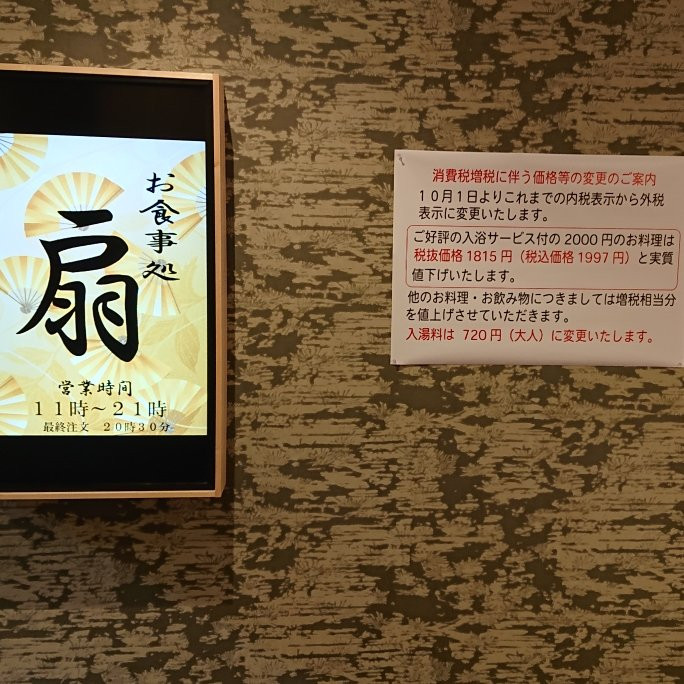 お食事処
扇
営業時間
11時～21時
最終注文　20時30分
消費税増税に伴う価格等の変更のご案内
10月1日よりこれまでの内税表示から外税
表示に変更いたします。
ご好評の入浴サービス付の2000円のお料理は
税抜価格1815円（税込価格1997円）と実質
値下げいたします。
他のお料理・お飲み物につきましては増税相当分
を値上げさせていただきます。
入湯料は 720円（大人）に変更いたします。